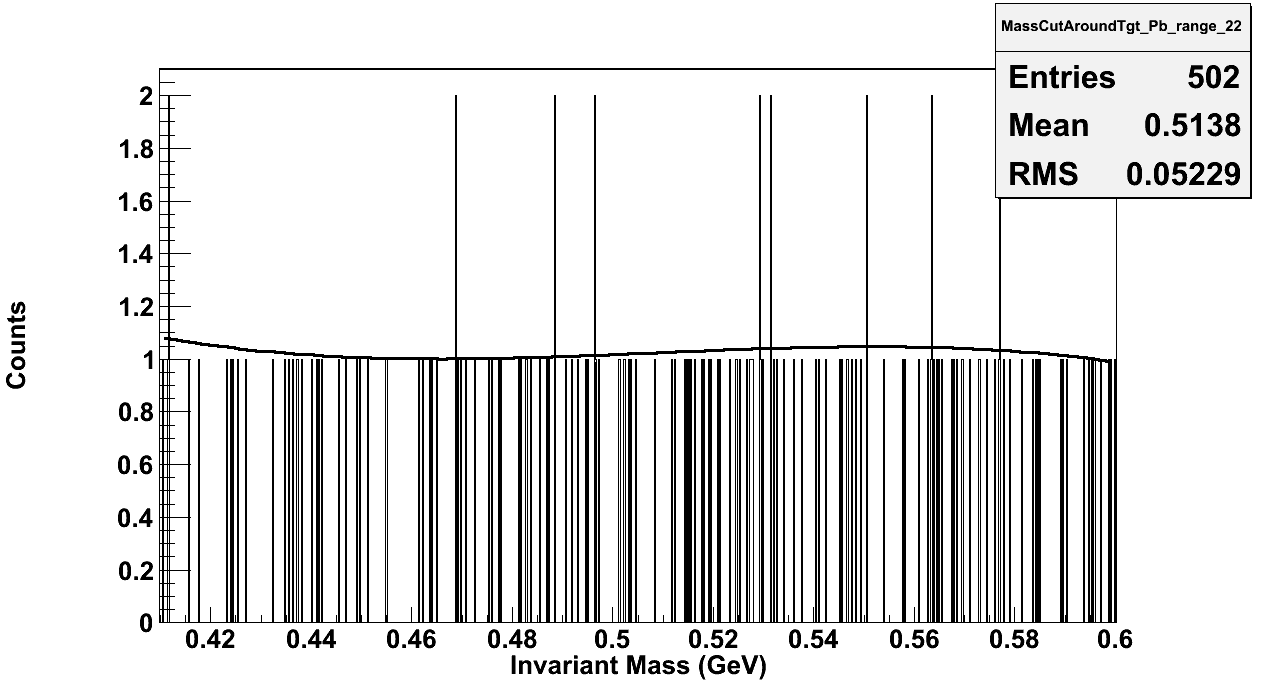 MassCutAroundTgt_Pb_range_22
Entries 502
Mean 0.5138
RMS 0.05229
2
1.8
1.6
1.4
1.2
1
0.8
0.6
0.4
0.2
0
Counts
0.42 0.44 0.46 0.48 0.5 0.52 0.54 0.56 0.58 0.6
Invariant Mass (GeV)